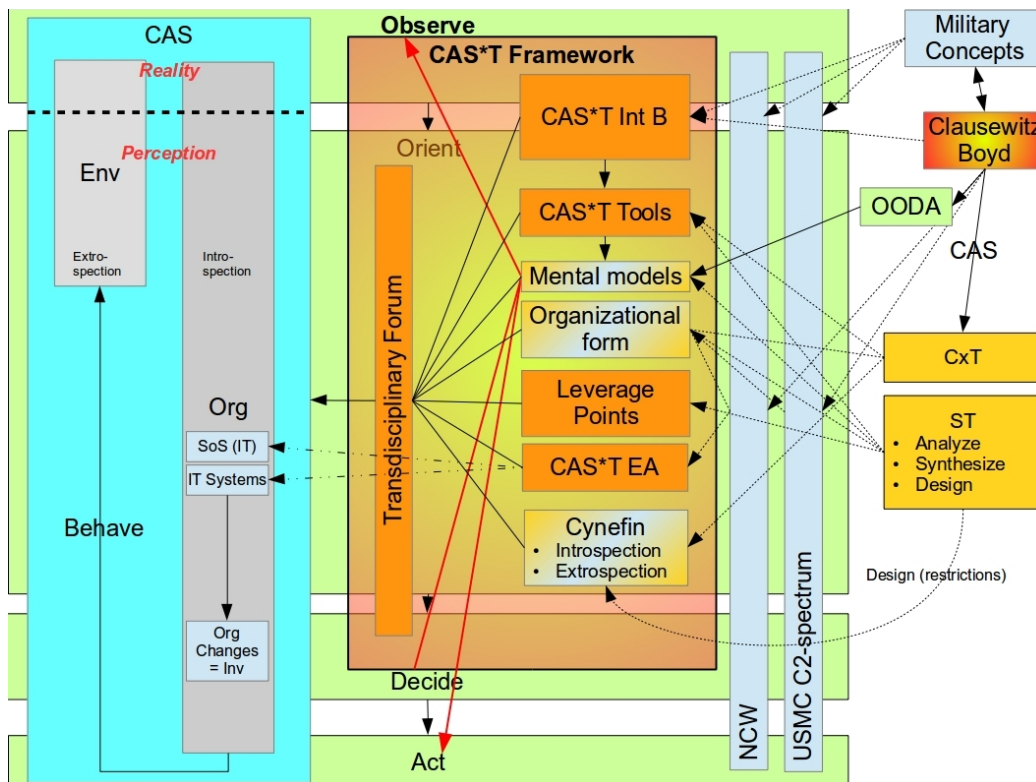 CAS
Reality
Perception
Env
Extro-
spection
Intro-
spection
Org
SoS (IT)
IT Systems
Behave
Org
Changes
= Inv
Observe
CAS*T Framework
Orient
Transdisciplinary Forum
CAS*T Int B
CAS*T Tools
Mental models
Organizational
form
Leverage
Points
CAS*T EA
Cynefin
• Introspection
• Extrospection
Decide
Act
NCW
USMC C2-spectrum
Military
Concepts
Clausewitz
Boyd
OODA
CAS
CxT
ST
• Analyze
• Synthesize
• Design
Design (restrictions)